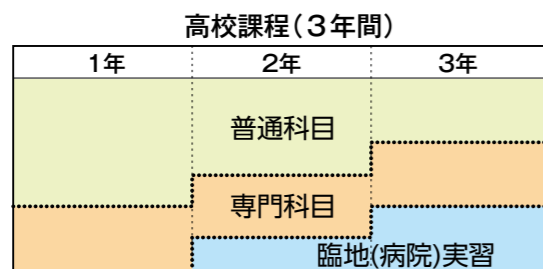 高校課程(3年間)
1年 2年 3年
普通科目
専門科目
臨地(病院)実習